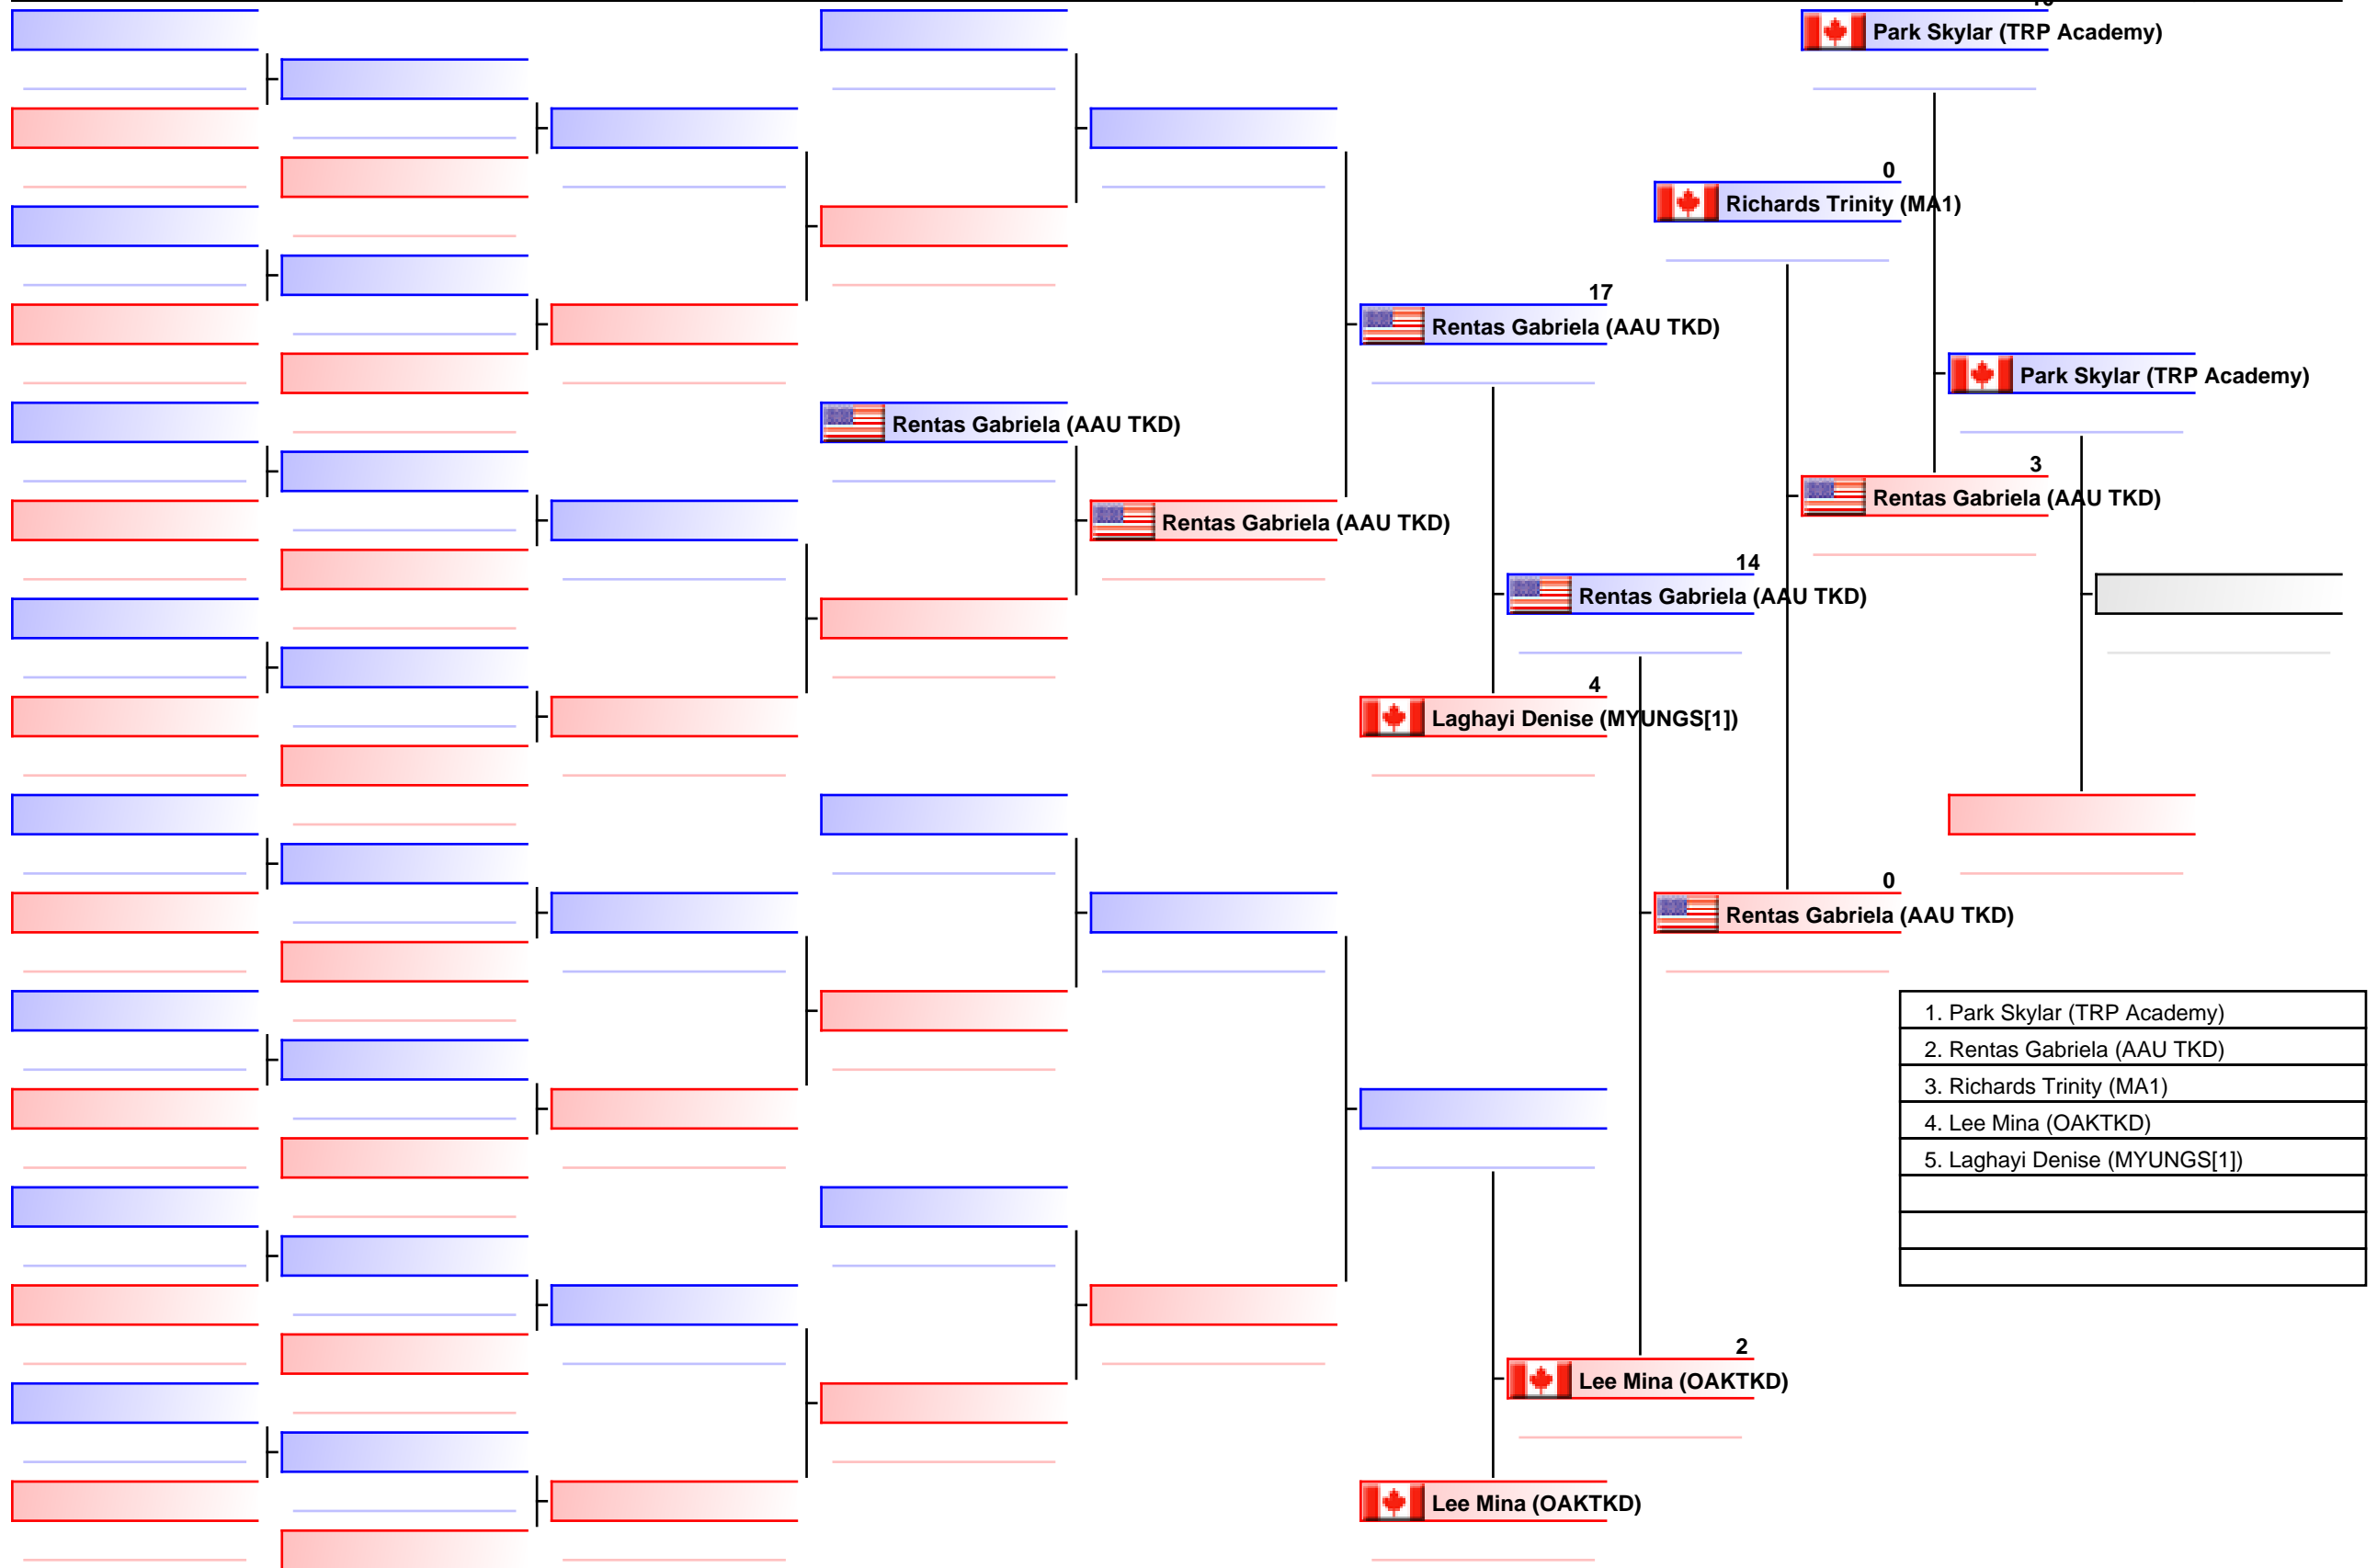 Park Skylar (TRP Academy)
0
Richards Trinity (MA1)
17
Rentas Gabriela (AAU TKD)
Park Skylar (TRP Academy)
Rentas Gabriela (AAU TKD)
3
Rentas Gabriela (AAU TKD)
Rentas Gabriela (AAU TKD)
14
Rentas Gabriela (AAU TKD)
4
Laghayi Denise (MYUNGS[1])
0
Rentas Gabriela (AAU TKD)
1. Park Skylar (TRP Academy)
2. Rentas Gabriela (AAU TKD)
3. Richards Trinity (MA1)
4. Lee Mina (OAKTKD)
5. Laghayi Denise (MYUNGS[1])
2
Lee Mina (OAKTKD)
Lee Mina (OAKTKD)